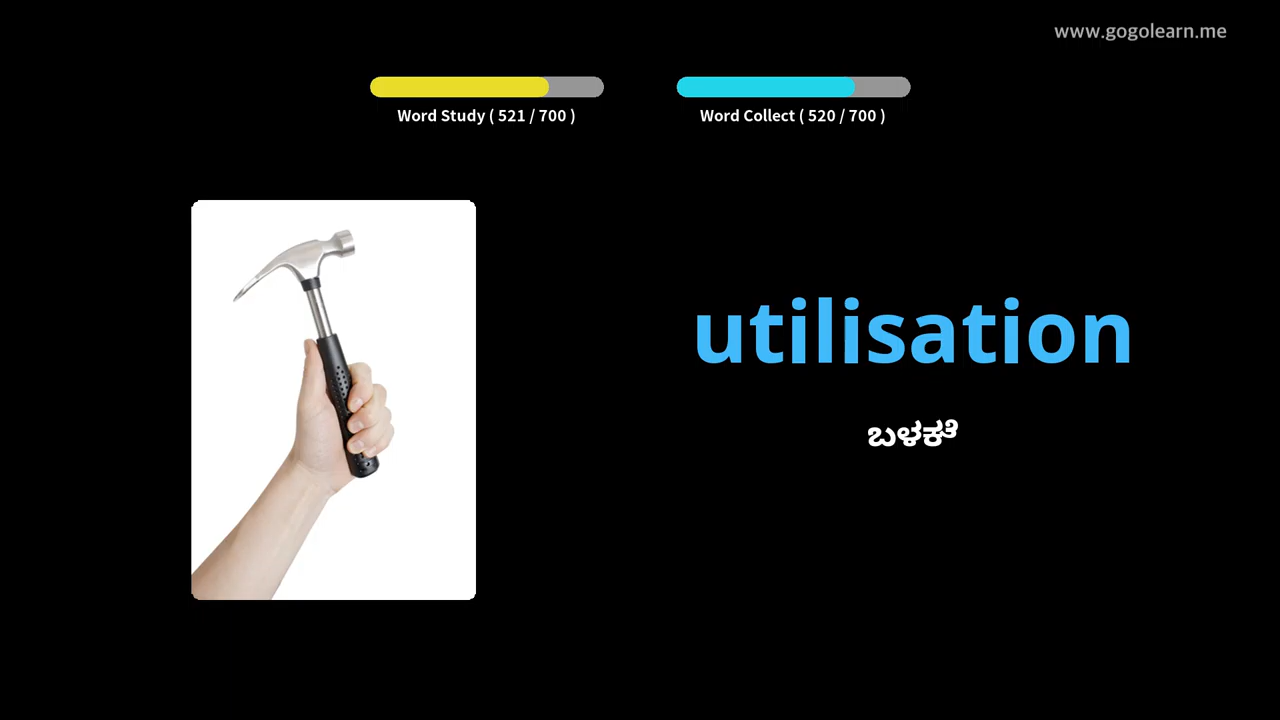 www.gogolearn.me
Word Study ( 521 / 700 )
Word Collect ( 520 / 700 )
utilisation
ಬಳಕೆ